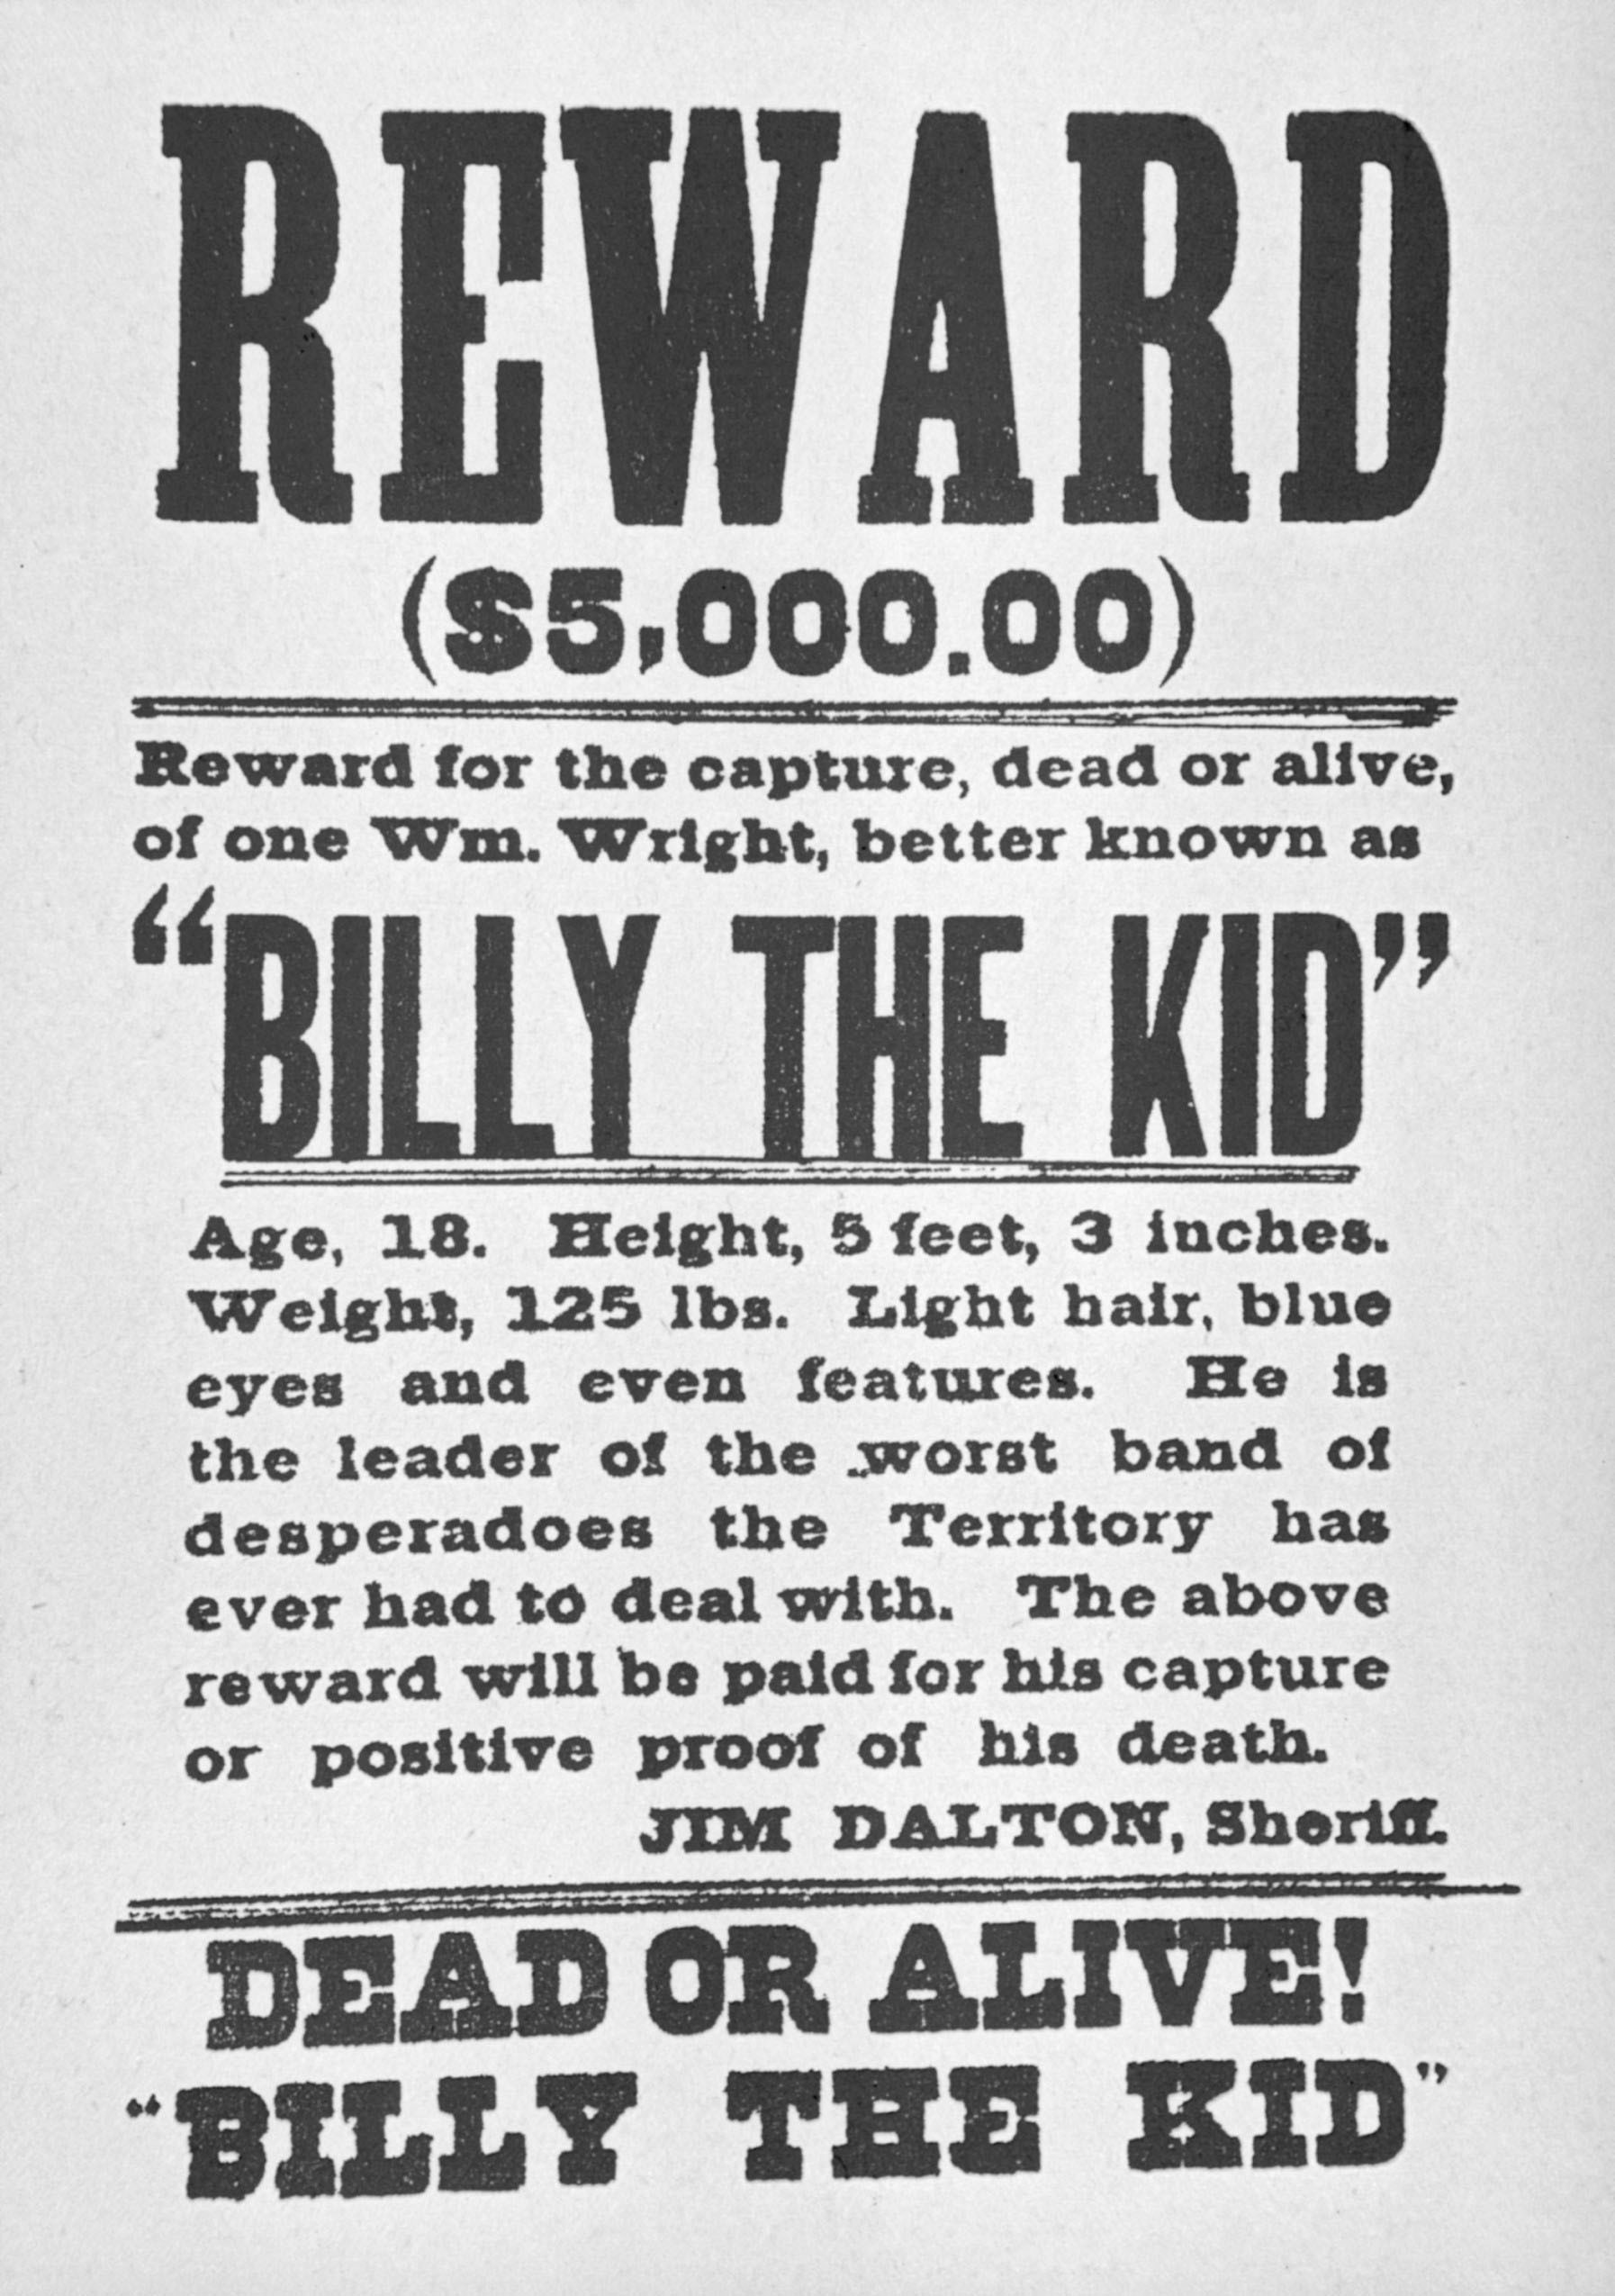 REWARD
($5,000.00)
Reward for the capture, dead or alive,
of one Wm. Wright, better known as
“BILLY THE KID”
Age, 18. Height, 5 feet, 3 inches.
Weight, 125 lbs. Light hair, blue
eyes and even features. He is
the leader of the worst band of
desperadoes the Territory has
ever had to deal with. The above
reward will be paid for his capture
or positive proof of his death.
JIM DALTON, Sheriff.
DEAD OR ALIVE!
“BILLY THE KID”